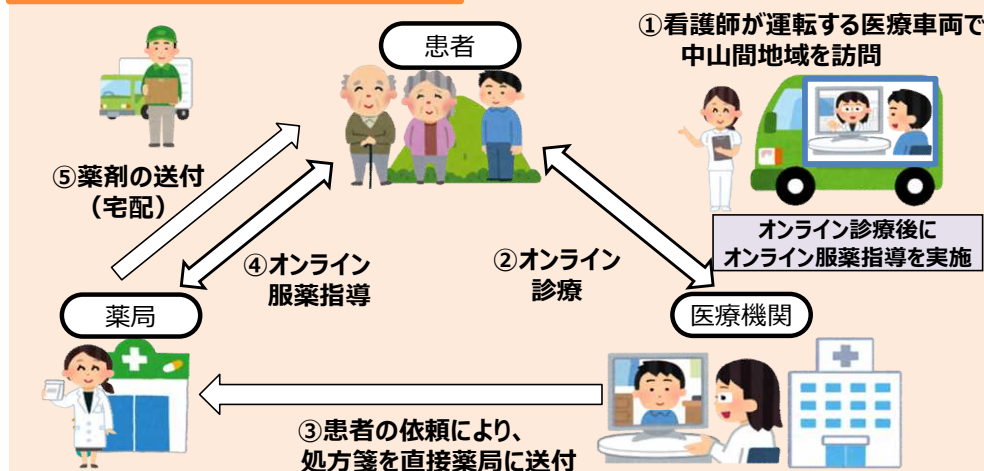 ①看護師が運転する医療車両で
中山間地域を訪問
患者
⑤薬剤の送付
（宅配）
④オンライン
服薬指導
②オンライン
診療
オンライン診療後に
オンライン服薬指導を実施
薬局
医療機関
③患者の依頼により、
処方箋を直接薬局に送付